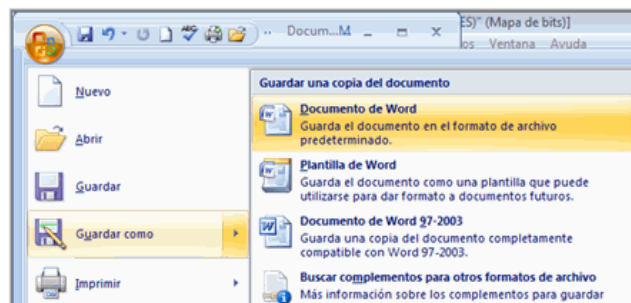 Docum...M
ES)" (Mapa de bits)]
os Ventana Ayuda
Nuevo
Abrir
Guardar
Guardar como
Imprimir
Guardar una copia del documento
Documento de Word
Guarda el documento en el formato de archivo
predeterminado.
Plantilla de Word
Guarda el documento como una plantilla que puede
utilizarse para dar formato a documentos futuros.
Documento de Word 97-2003
Guarda una copia del documento completamente
compatible con Word 97-2003.
Buscar complementos para otros formatos de archivo
Más información sobre los complementos para guardar